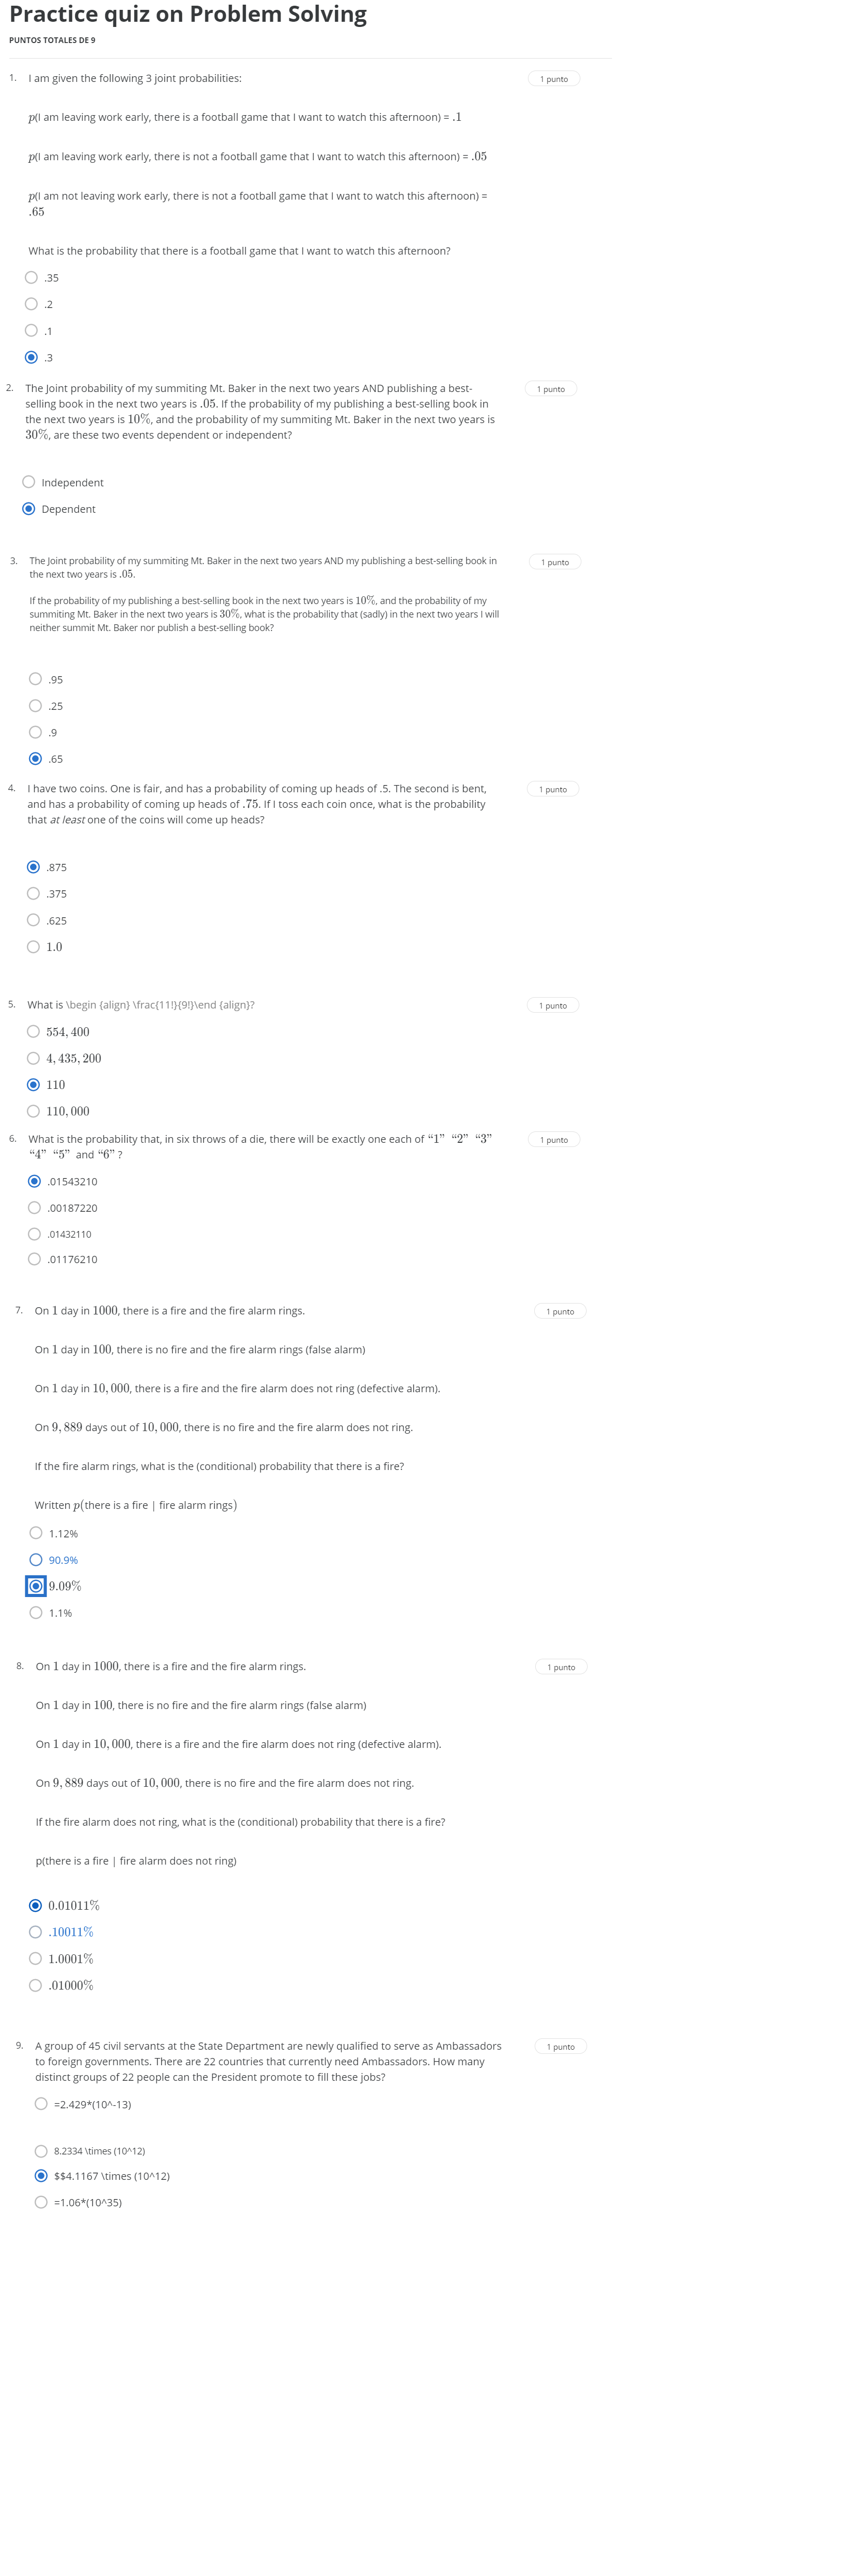 Practice quiz on Problem Solving
PUNTOS TOTALES DE 9
1. I am given the following 3 joint probabilities:
1 punto
p(I am leaving work early, there is a football game that I want to watch this afternoon) = .1
p(I am leaving work early, there is not a football game that I want to watch this afternoon) = .05
p(I am not leaving work early, there is not a football game that I want to watch this afternoon) =
.65
What is the probability that there is a football game that I want to watch this afternoon?
.35
.2
.1
.3
2. The Joint probability of my summiting Mt. Baker in the next two years AND publishing a best-
1 punto
selling book in the next two years is .05. If the probability of my publishing a best-selling book in
the next two years is 10%, and the probability of my summiting Mt. Baker in the next two years is
30%, are these two events dependent or independent?
Independent
Dependent
3. The Joint probability of my summiting Mt. Baker in the next two years AND my publishing a best-selling book in
1 punto
the next two years is .05.
If the probability of my publishing a best-selling book in the next two years is 10%, and the probability of my
summiting Mt. Baker in the next two years is 30%, what is the probability that (sadly) in the next two years I will
neither summit Mt. Baker nor publish a best-selling book?
.95
.25
.9
.65
4. I have two coins. One is fair, and has a probability of coming up heads of .5. The second is bent,
1 punto
and has a probability of coming up heads of .75. If I toss each coin once, what is the probability
that at least one of the coins will come up heads?
.875
.375
.625
1.0
5. What is \begin {align} \frac{11!}{9!}\end {align}?
1 punto
554, 400
4, 435, 200
110
110, 000
6. What is the probability that, in six throws of a die, there will be exactly one each of “1” “2” “3”
1 punto
“4” “5” and “6” ?
.01543210
.00187220
.01432110
.01176210
7. On 1 day in 1000, there is a fire and the fire alarm rings.
1 punto
On 1 day in 100, there is no fire and the fire alarm rings (false alarm)
On 1 day in 10, 000, there is a fire and the fire alarm does not ring (defective alarm).
On 9, 889 days out of 10, 000, there is no fire and the fire alarm does not ring.
If the fire alarm rings, what is the (conditional) probability that there is a fire?
Written p(there is a fire | fire alarm rings)
1.12%
90.9%
9.09%
1.1%
8. On 1 day in 1000, there is a fire and the fire alarm rings.
1 punto
On 1 day in 100, there is no fire and the fire alarm rings (false alarm)
On 1 day in 10, 000, there is a fire and the fire alarm does not ring (defective alarm).
On 9, 889 days out of 10, 000, there is no fire and the fire alarm does not ring.
If the fire alarm does not ring, what is the (conditional) probability that there is a fire?
p(there is a fire | fire alarm does not ring)
0.01011%
.10011%
1.0001%
.01000%
9. A group of 45 civil servants at the State Department are newly qualified to serve as Ambassadors
1 punto
to foreign governments. There are 22 countries that currently need Ambassadors. How many
distinct groups of 22 people can the President promote to fill these jobs?
=2.429*(10^-13)
8.2334 \times (10^12)
$$4.1167 \times (10^12)
=1.06*(10^35)